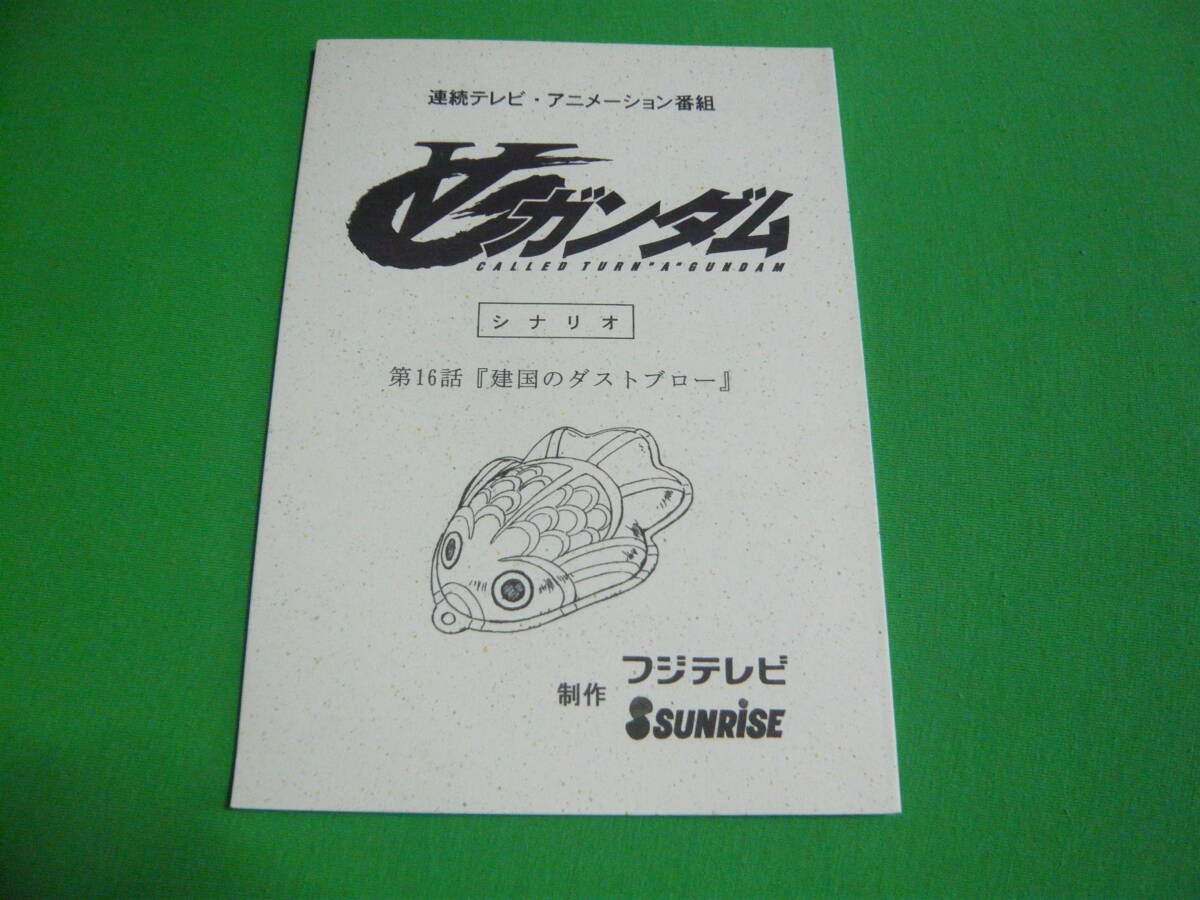 連続テレビ・アニメーション番組
∀ガンダム
CALLED TURN"A"GUNDAM
シナリオ
第16話『建国のダストブロー』
制作 フジテレビ
SUNRiSE